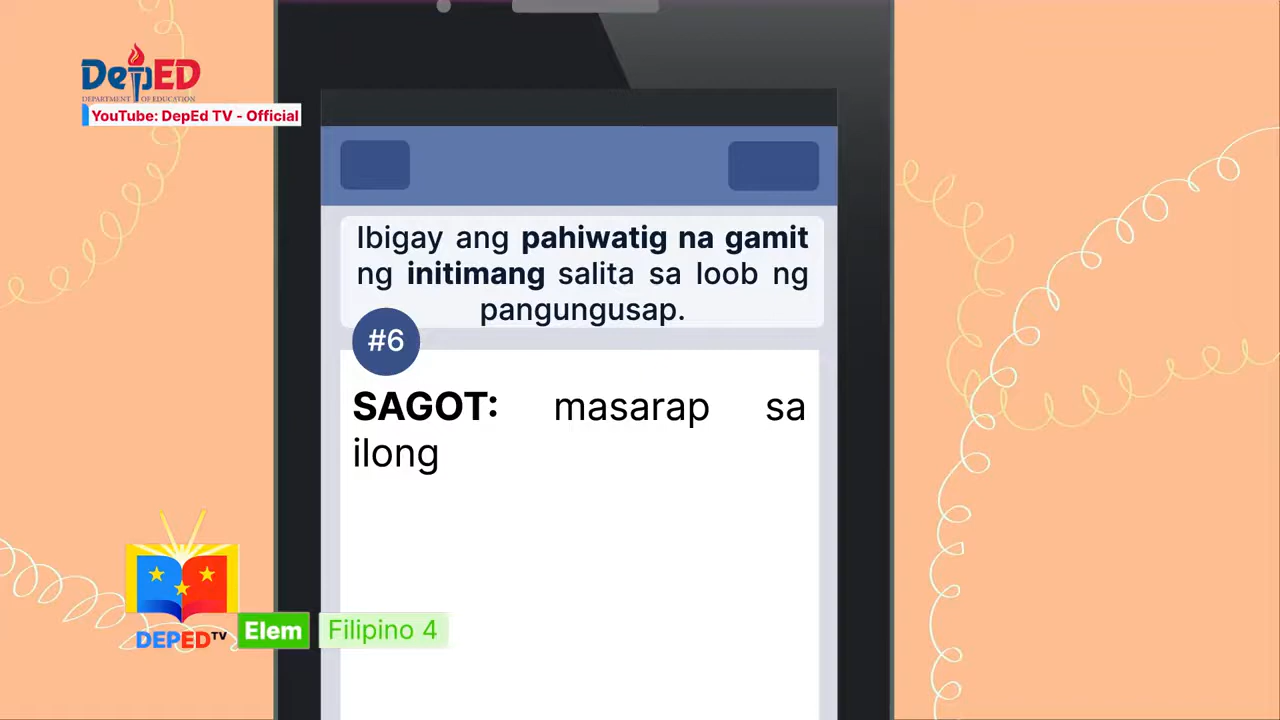 DepED
DEPARTMENT OF EDUCATION
YouTube: DepEd TV - Official
Ibigay ang pahiwatig na gamit
ng initimang salita sa loob ng
pangungusap.
#6
SAGOT: masarap sa
ilong
DEPED TV
Elem
Filipino 4